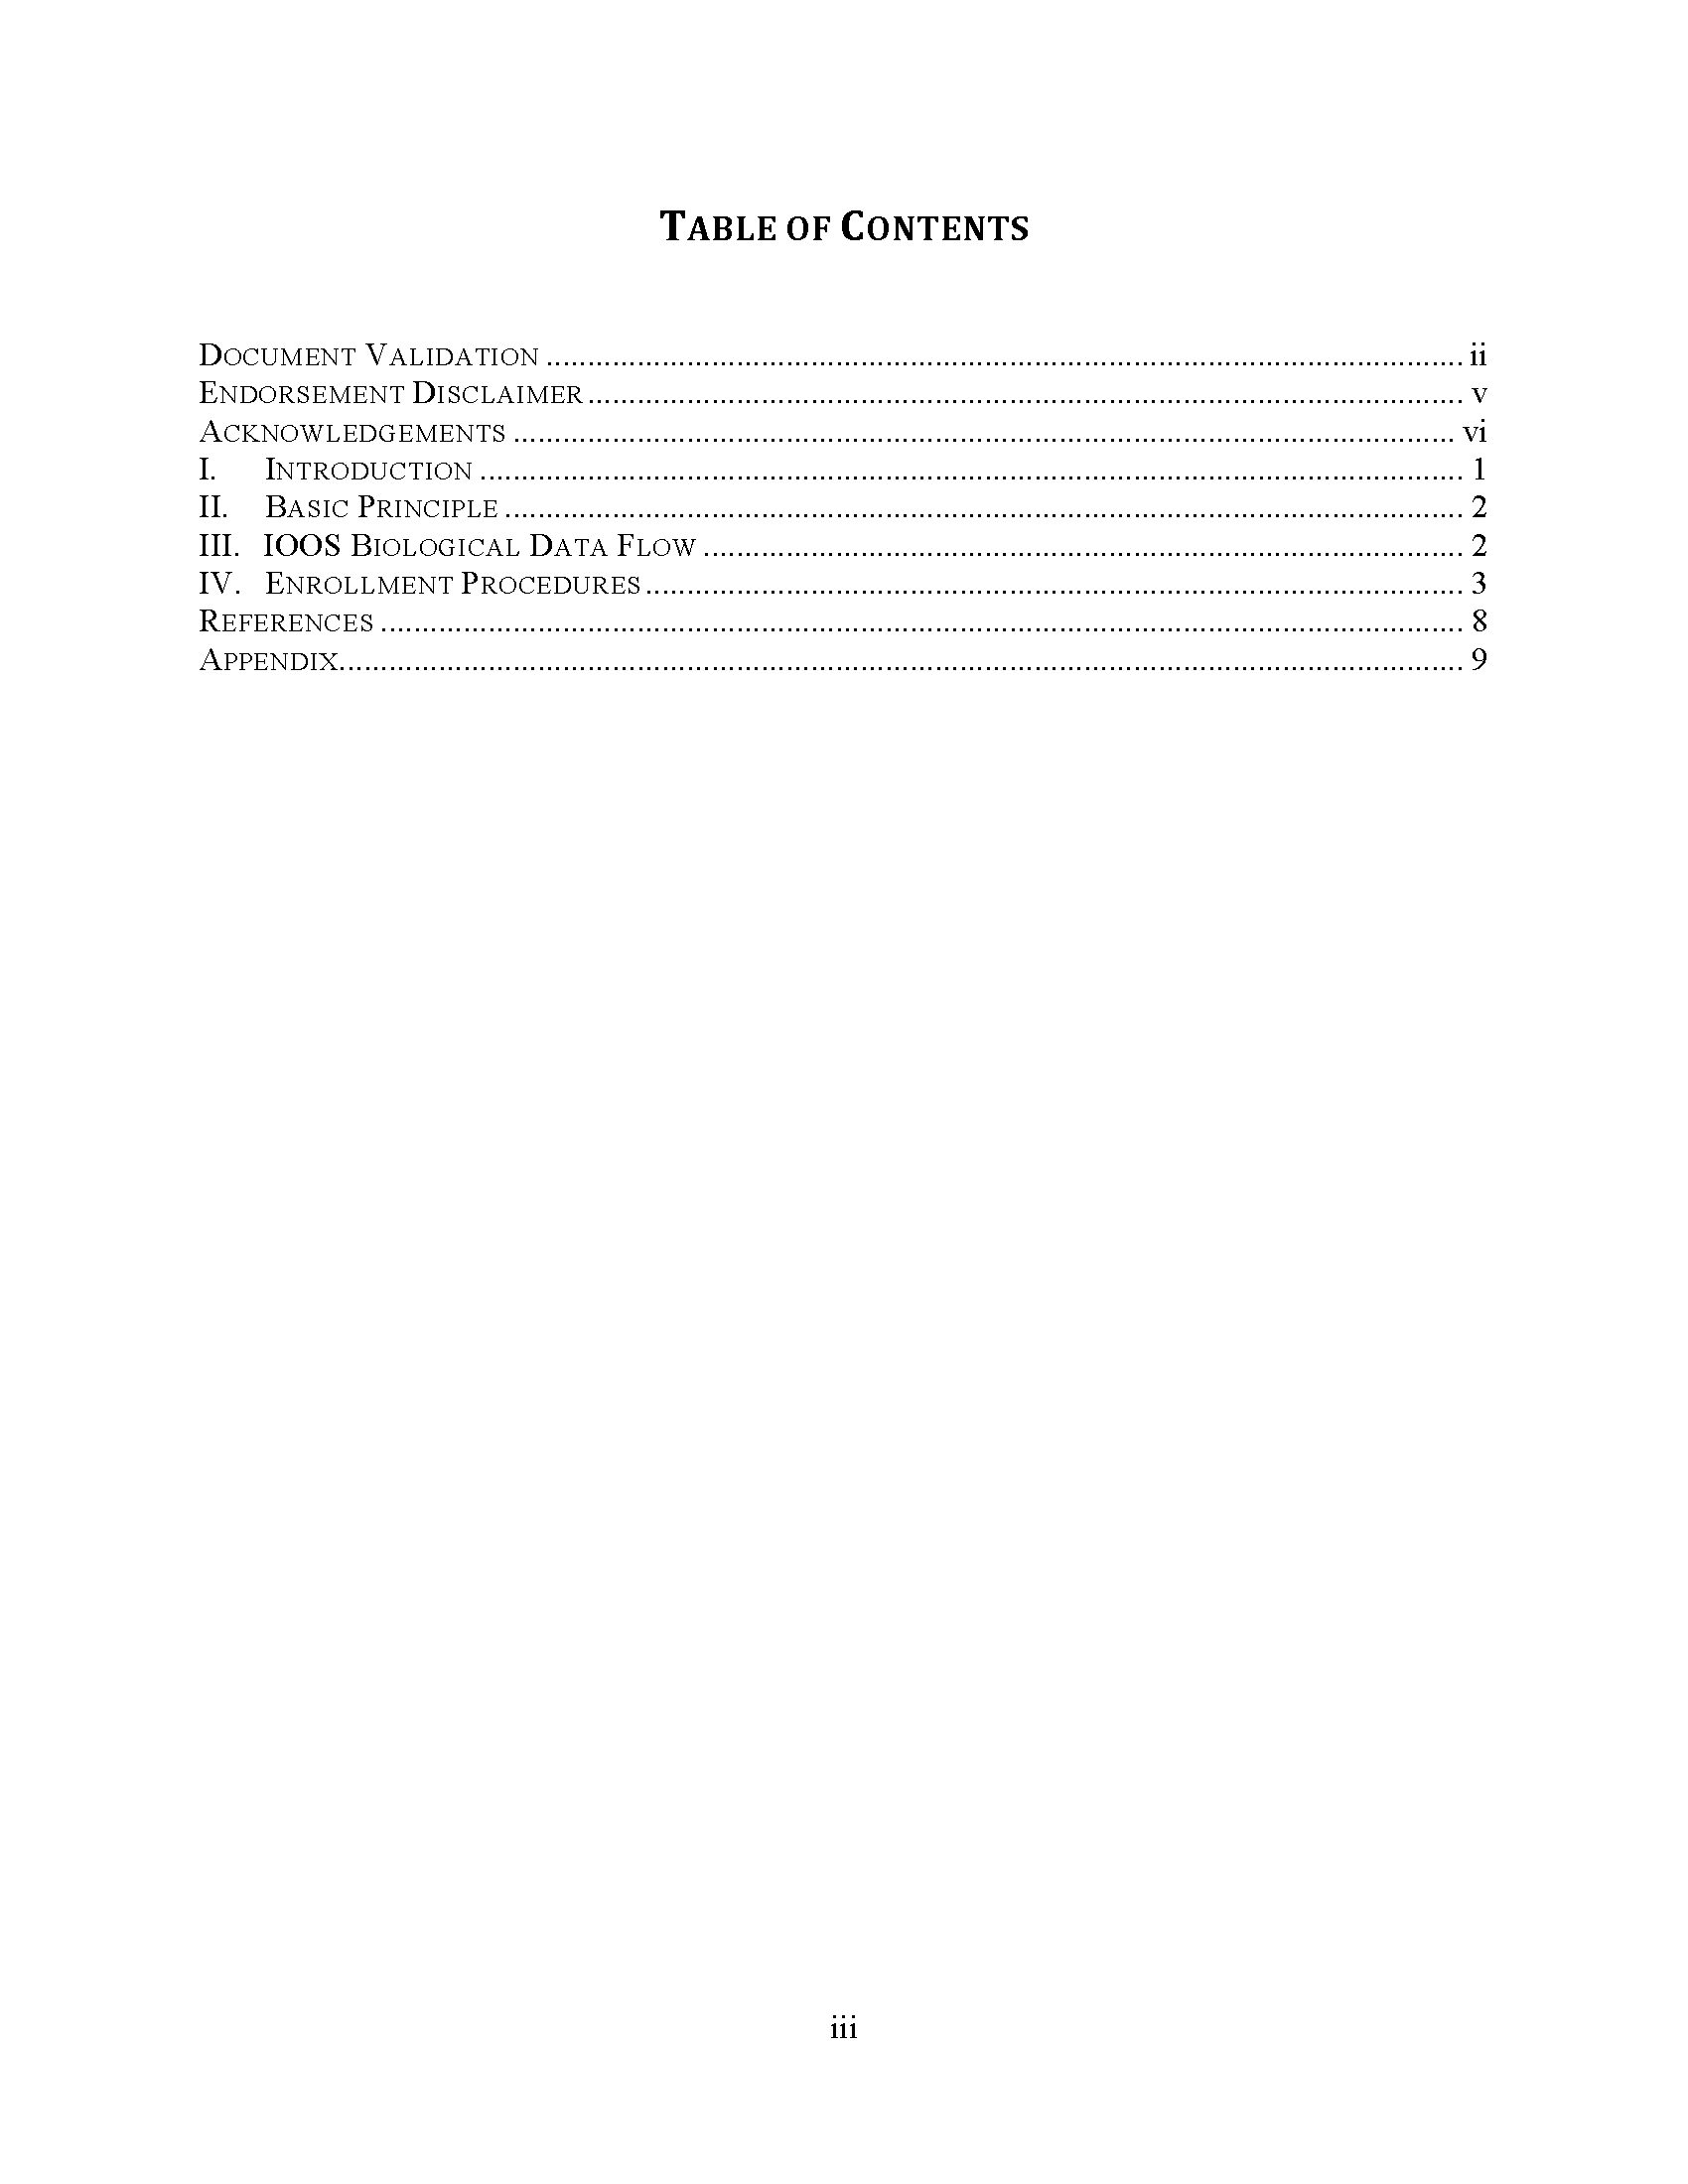 TABLE OF CONTENTS
DOCUMENT VALIDATION ............................................................................................................... ii
ENDORSEMENT DISCLAIMER .......................................................................................................... v
ACKNOWLEDGEMENTS .................................................................................................................. vi
I. INTRODUCTION ....................................................................................................................... 1
II. BASIC PRINCIPLE .................................................................................................................... 2
III. IOOS BIOLOGICAL DATA FLOW ............................................................................................ 2
IV. ENROLLMENT PROCEDURES ................................................................................................... 3
REFERENCES ................................................................................................................................... 8
APPENDIX........................................................................................................................................ 9
iii